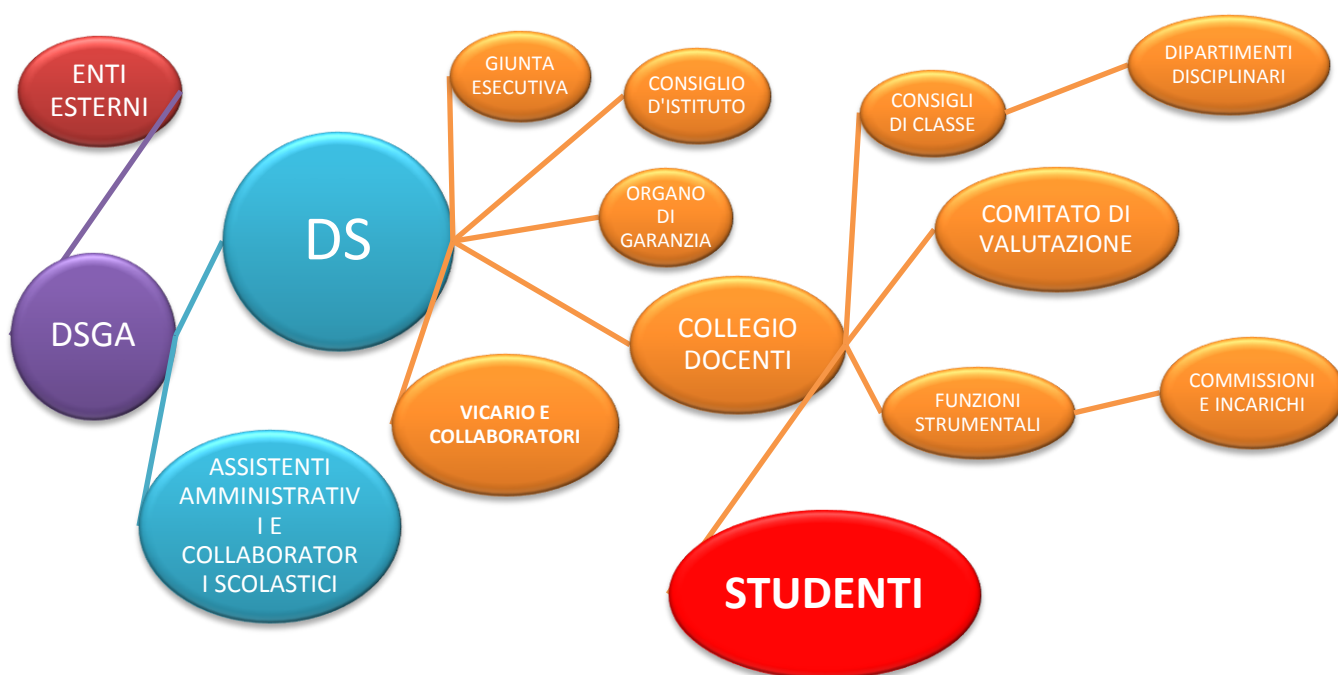 ENTI
ESTERNI
DSGA
DS
ASSISTENTI
AMMINISTRATIV
I E
COLLABORATOR
I SCOLASTICI
GIUNTA
ESECUTIVA
CONSIGLIO
D'ISTITUTO
ORGANO
DI
GARANZIA
COLLEGIO
DOCENTI
VICARIO E
COLLABORATORI
CONSIGLI
DI CLASSE
DIPARTIMENTI
DISCIPLINARI
COMITATO DI
VALUTAZIONE
FUNZIONI
STRUMENTALI
COMMISSIONI
E INCARICHI
STUDENTI